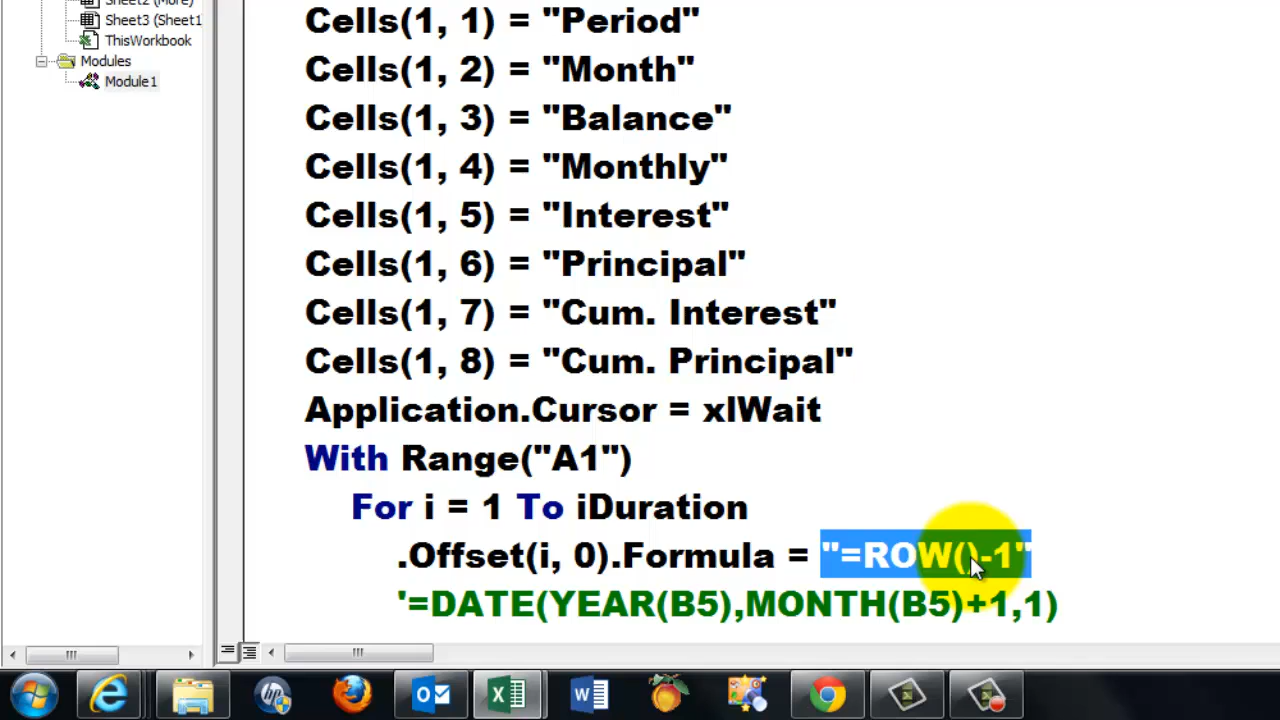 Sheet2 (More)
Sheet3 (Sheet1
ThisWorkbook
Modules
Module1
Cells(1, 1) = "Period"
Cells(1, 2) = "Month"
Cells(1, 3) = "Balance"
Cells(1, 4) = "Monthly"
Cells(1, 5) = "Interest"
Cells(1, 6) = "Principal"
Cells(1, 7) = "Cum. Interest"
Cells(1, 8) = "Cum. Principal"
Application.Cursor = xlWait
With Range("A1")
For i = 1 To iDuration
.Offset(i, 0).Formula = "=ROW()-1"
'=DATE(YEAR(B5),MONTH(B5)+1,1)